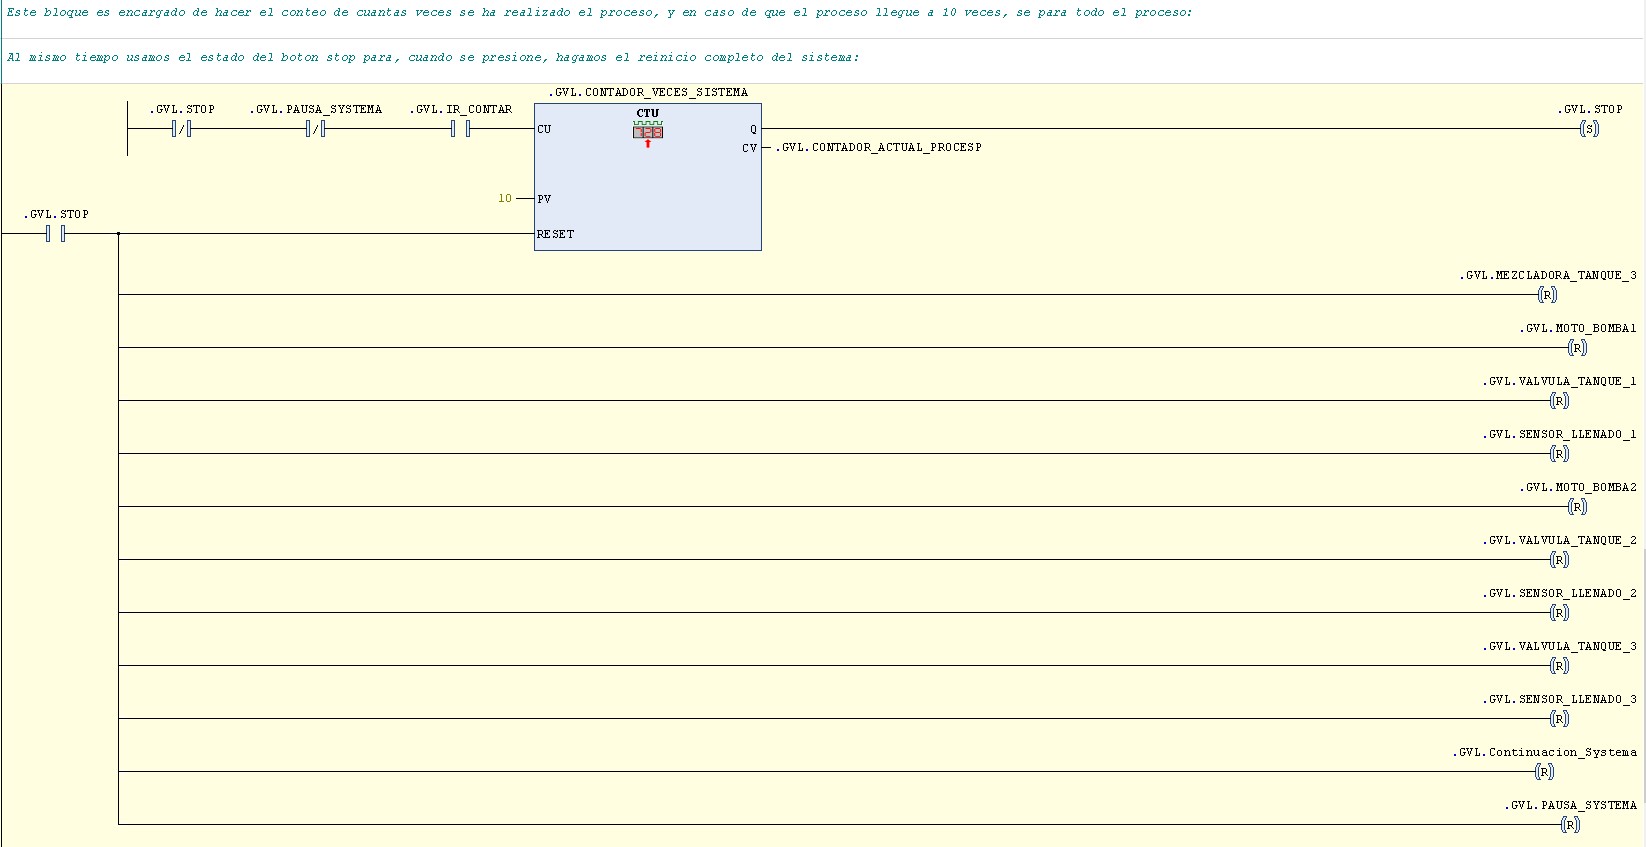 Este bloque es encargado de hacer el conteo de cuantas veces se ha realizado el proceso, y en caso de que el proceso llegue a 10 veces, se para todo el proceso:
Al mismo tiempo usamos el estado del boton stop para, cuando se presione, hagamos el reinicio completo del sistema:
.GVL.CONTADOR_VECES_SISTEMA
.GVL.STOP .GVL.PAUSA_SYSTEMA .GVL.IR_CONTAR CTU .GVL.STOP
/ / CU 123 Q S
CV .GVL.CONTADOR_ACTUAL_PROCESP
10 PV
.GVL.STOP
RESET
.GVL.MEZCLADORA_TANQUE_3
R
.GVL.MOTO_BOMBA1
R
.GVL.VALVULA_TANQUE_1
R
.GVL.SENSOR_LLENADO_1
R
.GVL.MOTO_BOMBA2
R
.GVL.VALVULA_TANQUE_2
R
.GVL.SENSOR_LLENADO_2
R
.GVL.VALVULA_TANQUE_3
R
.GVL.SENSOR_LLENADO_3
R
.GVL.Continuacion_Systema
R
.GVL.PAUSA_SYSTEMA
R